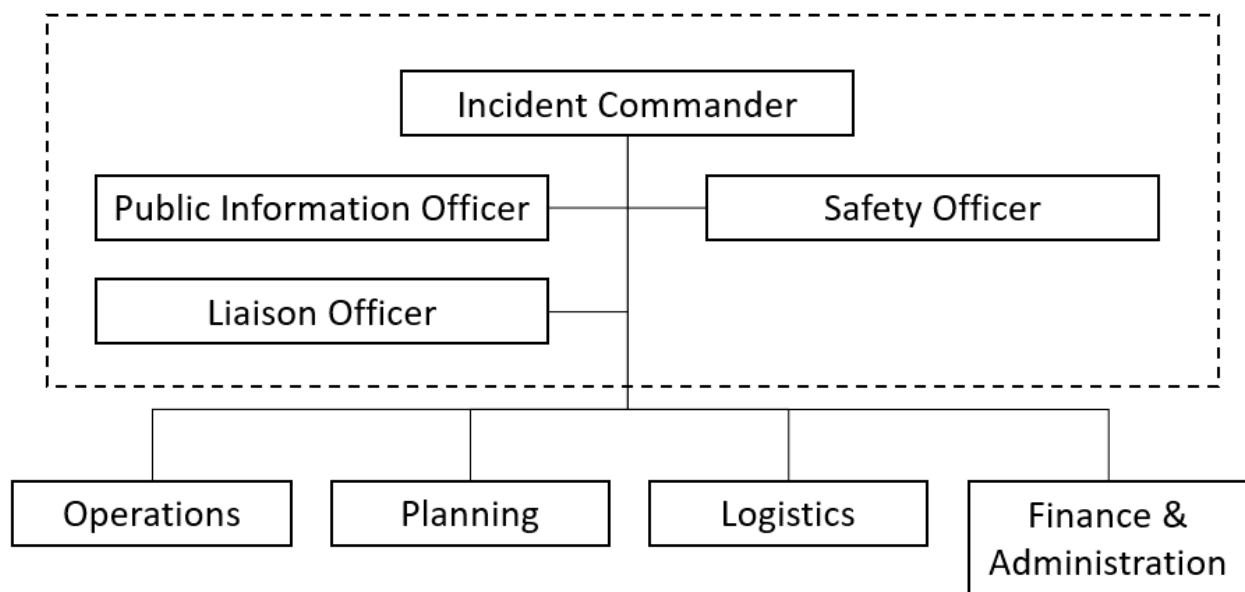 Incident Commander
Public Information Officer
Safety Officer
Liaison Officer
Operations
Planning
Logistics
Finance &
Administration